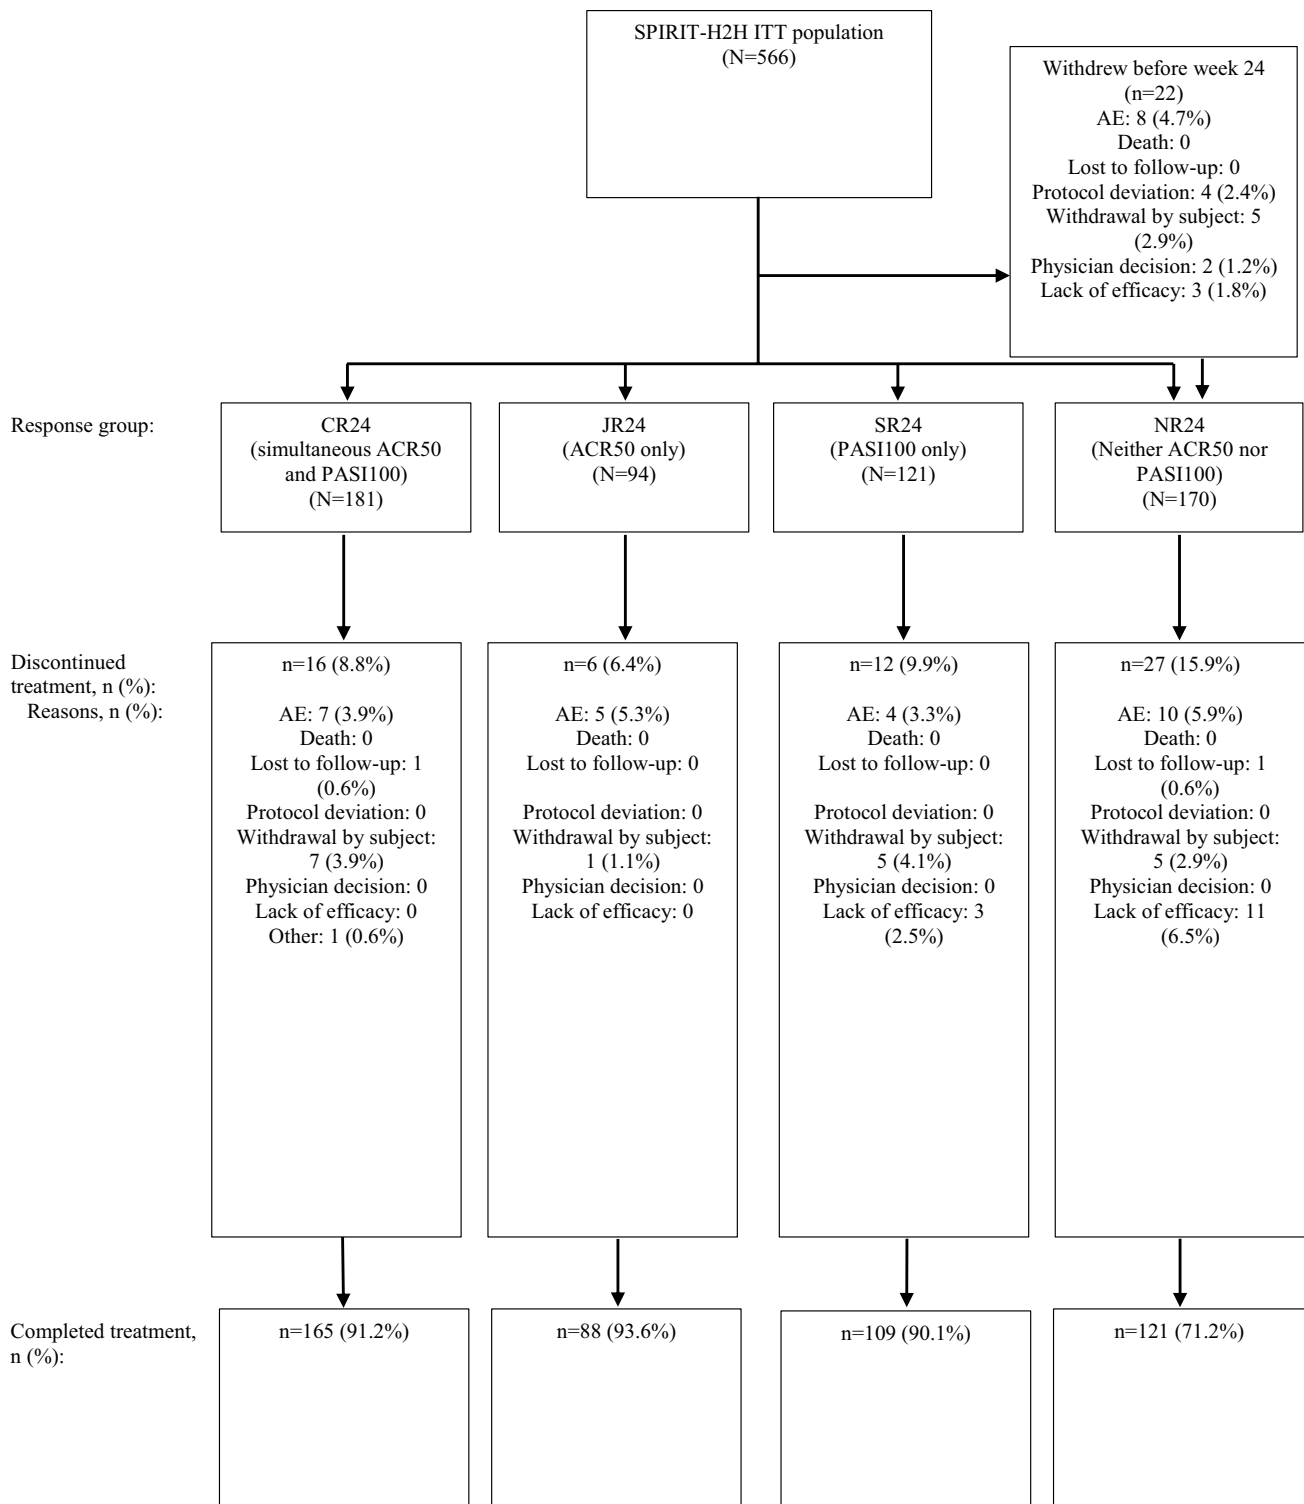 SPIRIT-H2H ITT population
(N=566)
Withdrew before week 24
(n=22)
AE: 8 (4.7%)
Death: 0
Lost to follow-up: 0
Protocol deviation: 4 (2.4%)
Withdrawal by subject: 5
(2.9%)
Physician decision: 2 (1.2%)
Lack of efficacy: 3 (1.8%)
Response group:
CR24
(simultaneous ACR50
and PASI100)
(N=181)
JR24
(ACR50 only)
(N=94)
SR24
(PASI100 only)
(N=121)
NR24
(Neither ACR50 nor
PASI100)
(N=170)
Discontinued
treatment, n (%):
Reasons, n (%):
n=16 (8.8%)
AE: 7 (3.9%)
Death: 0
Lost to follow-up: 1
(0.6%)
Protocol deviation: 0
Withdrawal by subject:
7 (3.9%)
Physician decision: 0
Lack of efficacy: 0
Other: 1 (0.6%)
n=6 (6.4%)
AE: 5 (5.3%)
Death: 0
Lost to follow-up: 0
Protocol deviation: 0
Withdrawal by subject:
1 (1.1%)
Physician decision: 0
Lack of efficacy: 0
n=12 (9.9%)
AE: 4 (3.3%)
Death: 0
Lost to follow-up: 0
Protocol deviation: 0
Withdrawal by subject:
5 (4.1%)
Physician decision: 0
Lack of efficacy: 3
(2.5%)
n=27 (15.9%)
AE: 10 (5.9%)
Death: 0
Lost to follow-up: 1
(0.6%)
Protocol deviation: 0
Withdrawal by subject:
5 (2.9%)
Physician decision: 0
Lack of efficacy: 11
(6.5%)
Completed treatment,
n (%):
n=165 (91.2%)
n=88 (93.6%)
n=109 (90.1%)
n=121 (71.2%)